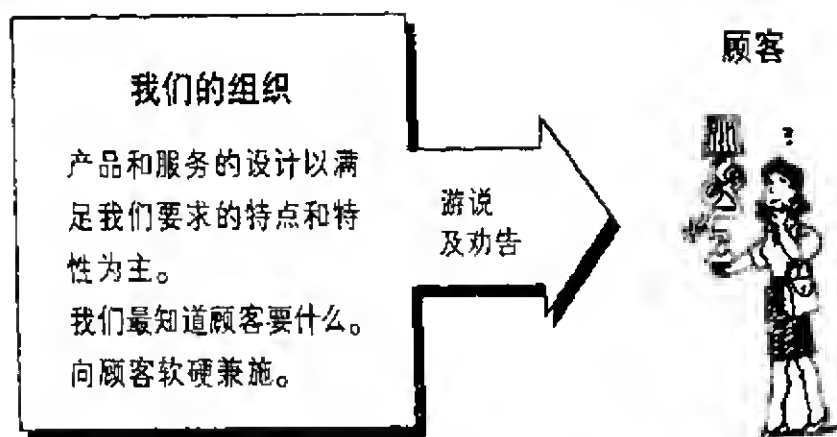 我们的组织
产品和服务的设计以满
足我们要求的特点和特
性为主。
我们最知道顾客要什么。
向顾客软硬兼施。
游说
及劝告
顾客
?